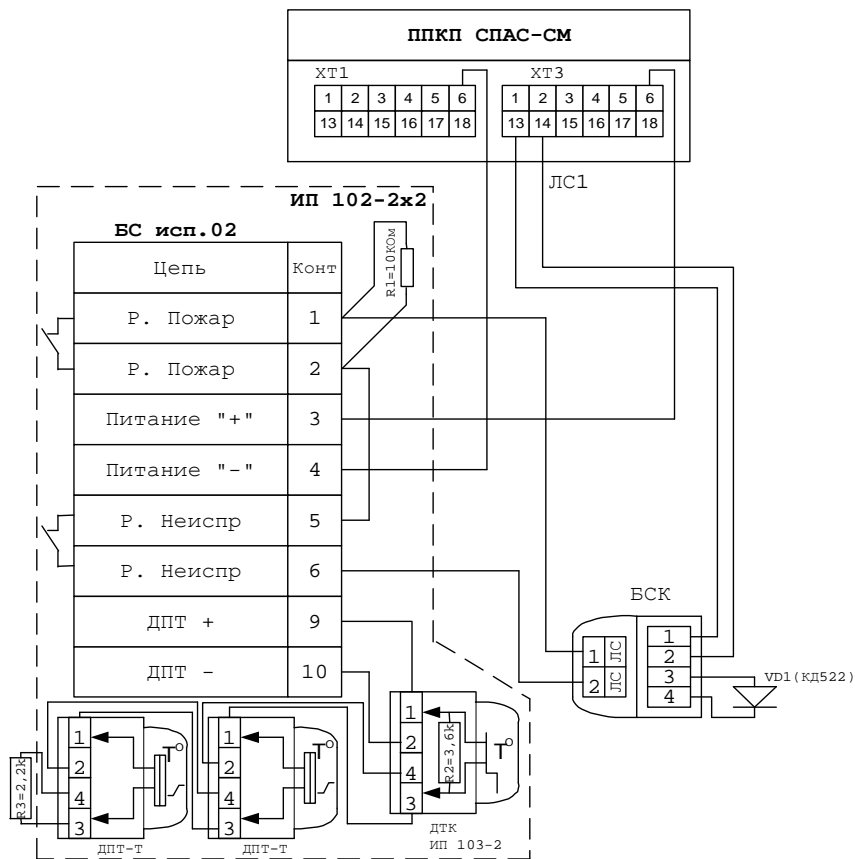 ППКП СПАС-СМ
ХТ1
ХТ3
1 2 3 4 5 6
13 14 15 16 17 18
1 2 3 4 5 6
13 14 15 16 17 18
ЛС1
ИП 102-2х2
БС исп.02
Цепь Конт
Р. Пожар 1
Р. Пожар 2
Питание "+" 3
Питание "-" 4
Р. Неиспр 5
Р. Неиспр 6
ДПТ + 9
ДПТ - 10
R1=10КОм
БСК
1 ЛС
2 ЛС
1
2
3
4
VD1(КД522)
1
2
4
3
R3=2,2k
T°
ДПТ-Т
1
2
4
3
T°
ДПТ-Т
1
2
4
3
R2=3,6k
T°
ДТК
ИП 103-2